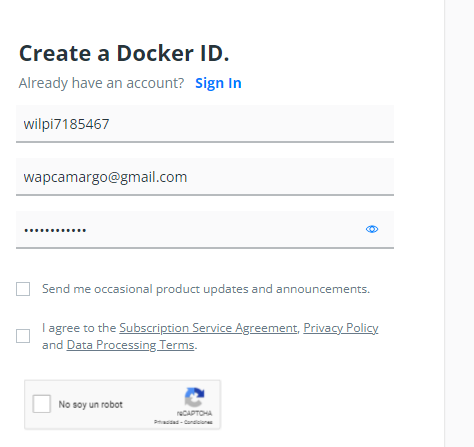 Create a Docker ID.
Already have an account? Sign In
wilpi7185467
wapcamargo@gmail.com
••••••••••••
Send me occasional product updates and announcements.
I agree to the Subscription Service Agreement, Privacy Policy
and Data Processing Terms.
No soy un robot
reCAPTCHA
Privacidad - Condiciones